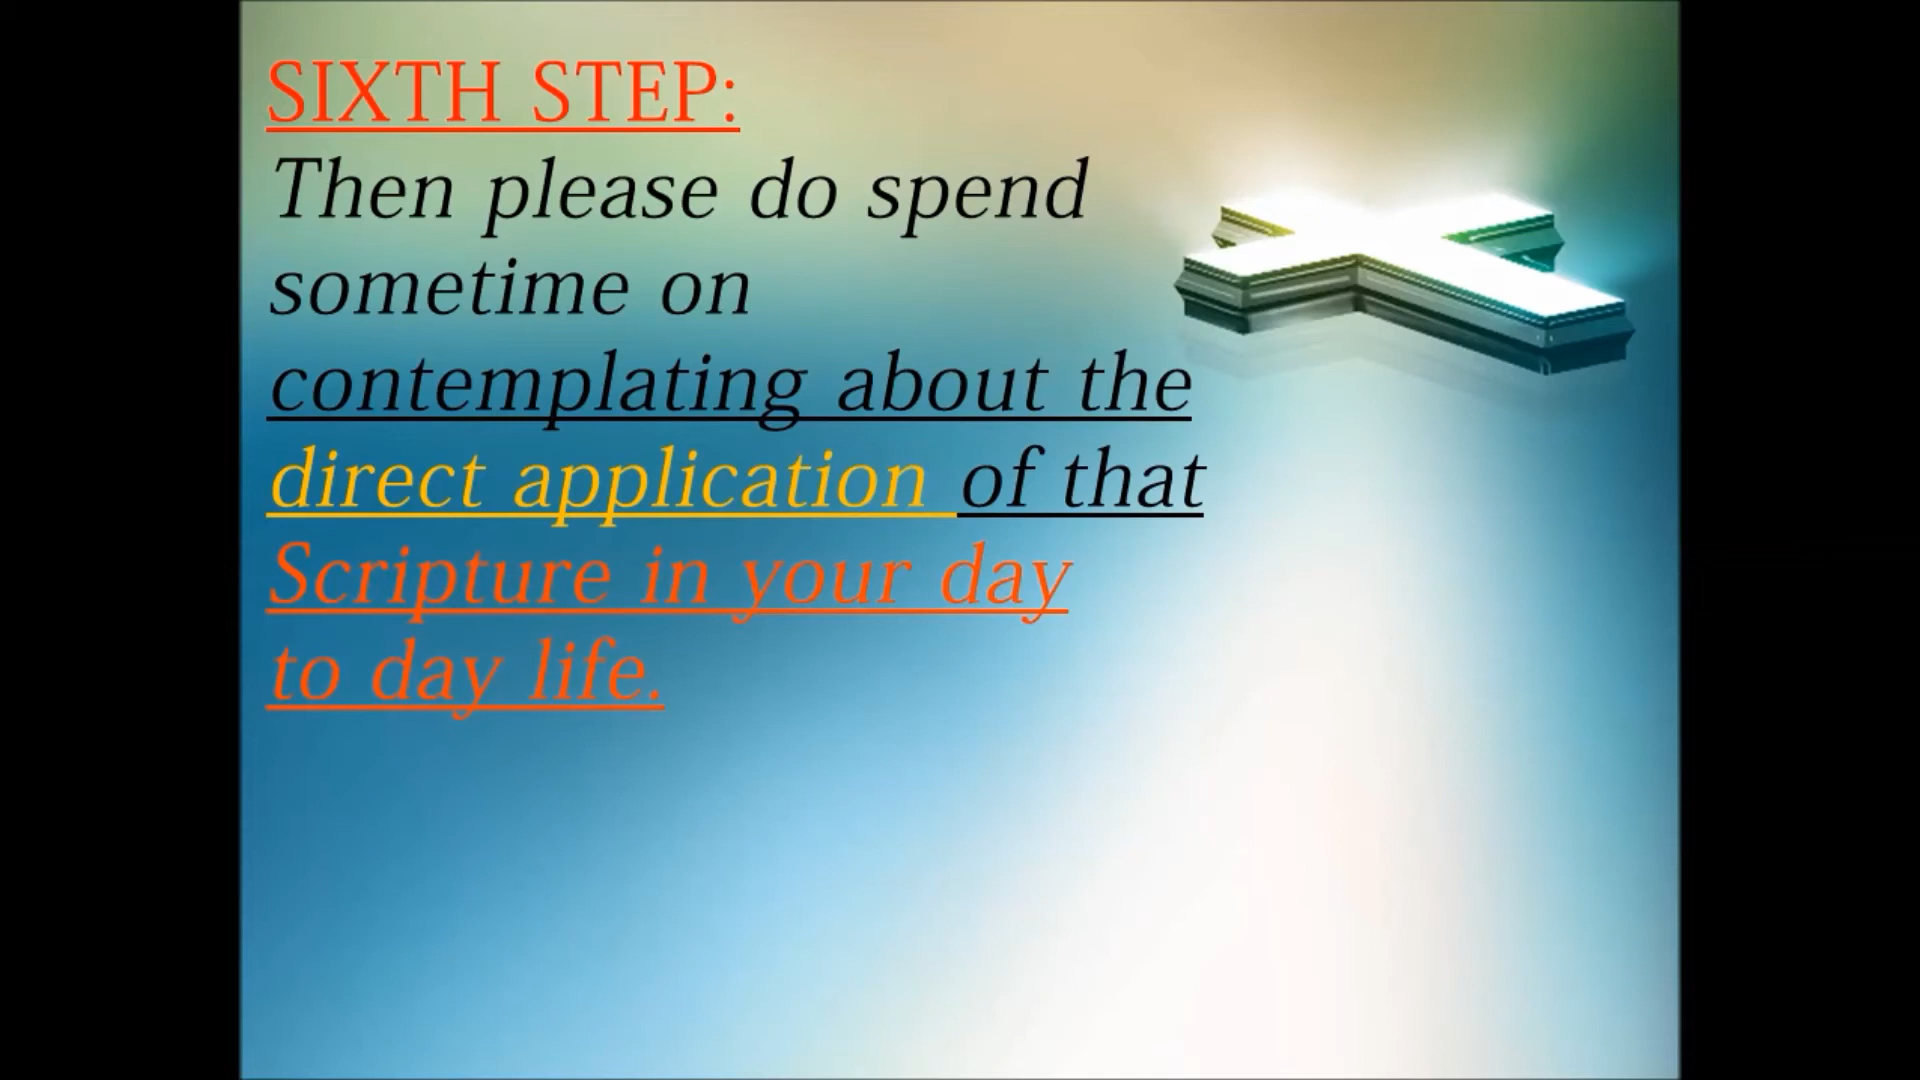 SIXTH STEP:
Then please do spend
sometime on
contemplating about the
direct application of that
Scripture in your day
to day life.